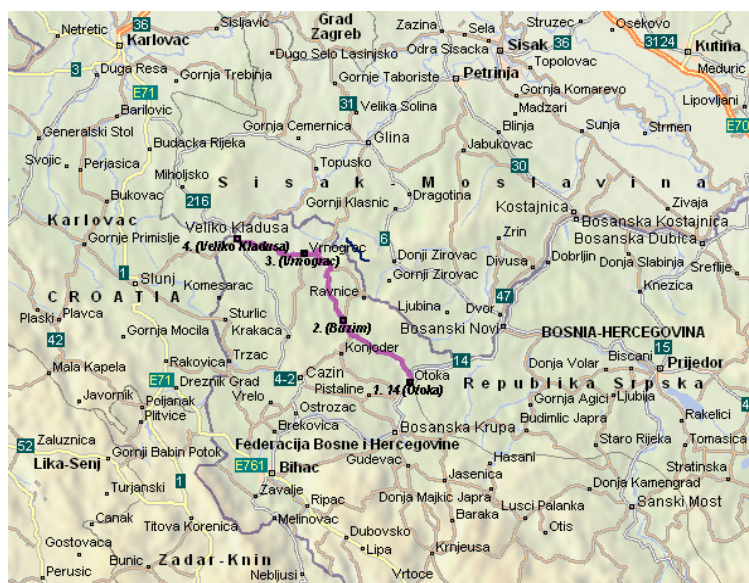 36
Netretic
Karlovac
Sisljavic
Grad
Zagreb
Zazina
Sela
Struzec
Osekovo
Odra Sisacka
Sisak
36
3124
Kutina
Dugo Selo Lasinjsko
3
Duga Resa
Gornja Trebinja
Gornje Taboriste
Petrinja
Topolovac
Meduric
E71
Barilovic
31
Velika Solina
Gornje Komarevo
Madzari
Lipovljani
Generalski Stol
Gornja Cemernica
Glina
Blinja
Sunja
Strmen
E70
Budacka Rijeka
Jabukovac
Svojic
Perjasica
Miholjsko
Topusko
30
Sisak-Moslavina
Bukovac
216
Gornji Klasnic
Dragotina
Kostajnica
Zivaja
Karlovac
Veliko Kladusa
Bosanska Kostajnica
Gornje Primislje
4. (Veliko Kladusa)
Vrnograc
6
Zrin
Bosanska Dubica
3. (Vrnograc)
Donji Zirovac
Divusa
Dobrljin
Donja Slabinja
Sreflije
1
Slunj
Gornji Zirovac
Knezica
CROATIA
Komesarac
Ravnice
47
Plaski
Plavca
Sturlic
Ljubina
Dvor
Gornja Mocila
Krakaca
2. (Buzim)
Bosanski Novi
BOSNIA-HERCEGOVINA
42
Konjoder
15
Rakovica
Trzac
14
Biscani
Mala Kapela
Otoka
Donja Volar
Prijedor
E71
Dreznik Grad
4-2
Cazin
Republika Srpska
Pistaline
1. 14 (Otoka)
Javornik
Poljanak
Vrelo
Gornja Agici
Ljubija
4
Plitvice
Ostrozac
Budimlic Japra
Rakelici
Zaluznica
Brekovica
Bosanska Krupa
52
Federacija Bosne i Hercegovine
Staro Rijeka
Tomasica
Lika-Senj
Gornji Babin Potok
E761
Bihac
Gudevac
Hasani
Stratinska
Turjanski
1
Zavalje
Jasenica
Donja Kamengrad
Ripac
Donja Majkic Japra
Canak
Titova Korenica
Melinovac
Baraka
Lusci Palanka
Sanski Most
Dubovsko
Otis
Gostovaca
Lipa
Krnjeusa
Perusic
Bunic
Zadar-Knin
Nebljusi
Vrtoce